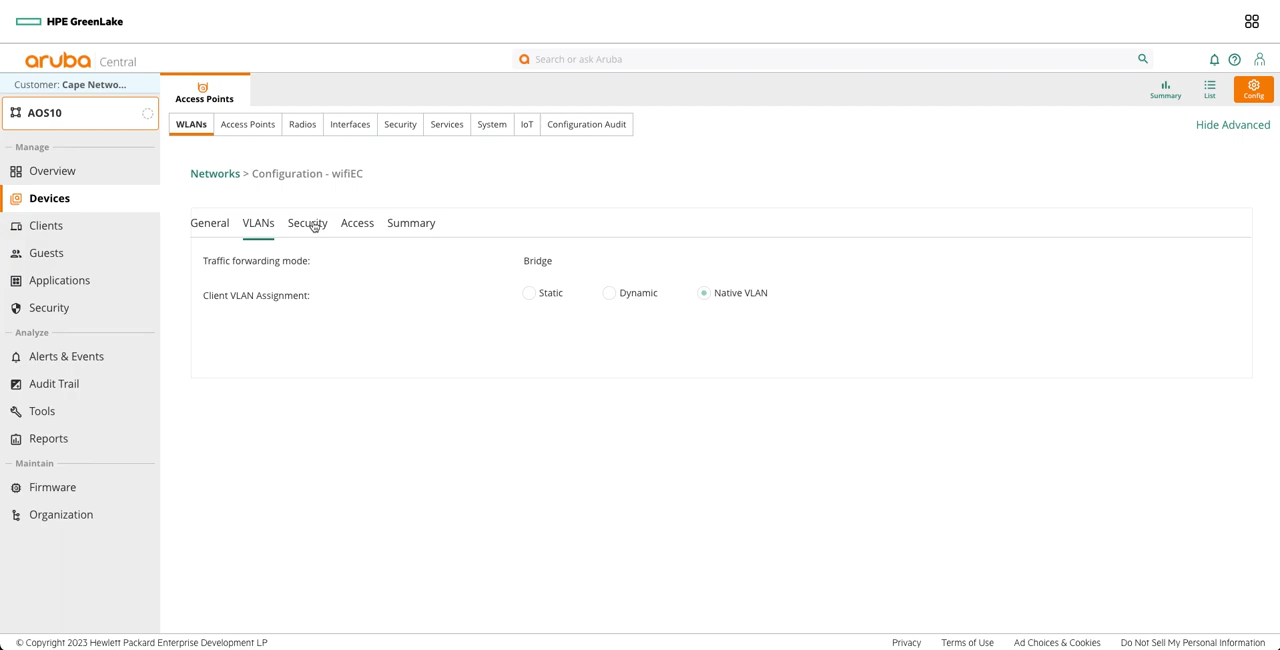 HPE GreenLake
aruba Central
Search or ask Aruba
Customer: Cape Netwo...
AOS10
Access Points
Summary
List
Config
WLANs Access Points Radios Interfaces Security Services System IoT Configuration Audit
Hide Advanced
Manage
Overview
Devices
Clients
Guests
Applications
Security
Analyze
Alerts & Events
Audit Trail
Tools
Reports
Maintain
Firmware
Organization
Networks > Configuration - wifiEC
General VLANs Security Access Summary
Traffic forwarding mode: Bridge
Client VLAN Assignment: Static Dynamic Native VLAN
© Copyright 2023 Hewlett Packard Enterprise Development LP
Privacy Terms of Use Ad Choices & Cookies Do Not Sell My Personal Information